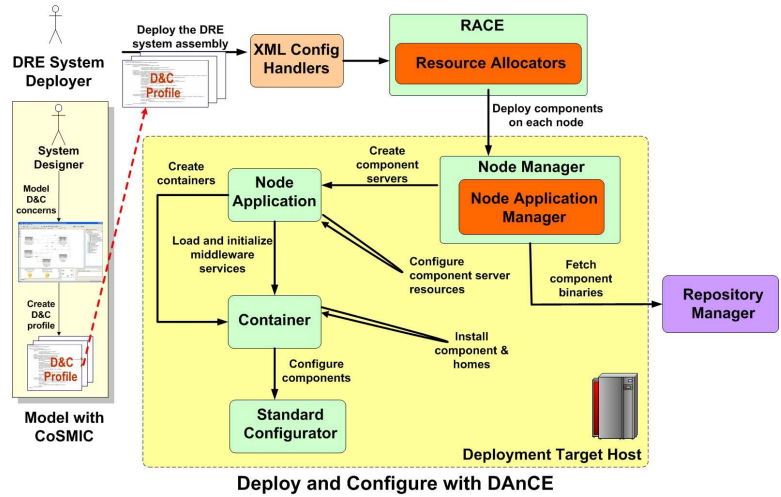 DRE System
Deployer
Deploy the DRE
system assembly
D&C
Profile
XML Config
Handlers
RACE
Resource Allocators
System
Designer
Model
D&C
concerns
Create
D&C
profile
D&C
Profile
Model with
CoSMIC
Deploy components
on each node
Create
containers
Node
Application
Create
component
servers
Node Manager
Node Application
Manager
Load and initialize
middleware
services
Configure
component server
resources
Fetch
component
binaries
Repository
Manager
Container
Install
component &
homes
Configure
components
Standard
Configurator
Deployment Target Host
Deploy and Configure with DAnCE